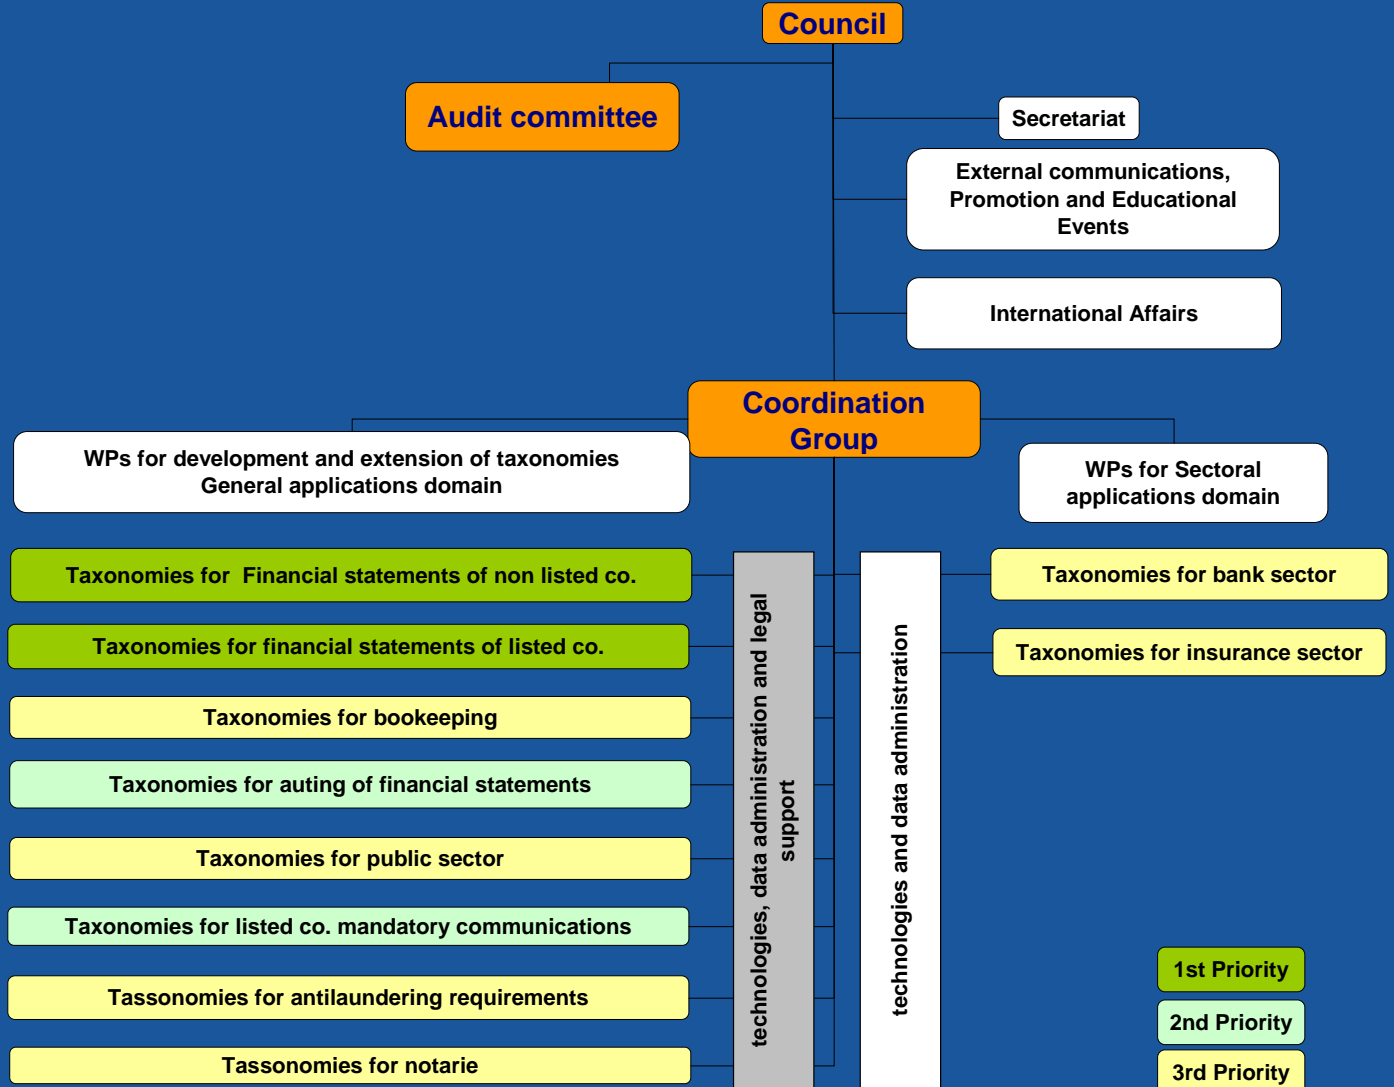 Council
Audit committee
Secretariat
External communications,
Promotion and Educational
Events
International Affairs
Coordination
Group
WPs for development and extension of taxonomies
General applications domain
WPs for Sectoral
applications domain
Taxonomies for Financial statements of non listed co.
Taxonomies for financial statements of listed co.
Taxonomies for bookeeping
Taxonomies for auting of financial statements
Taxonomies for public sector
Taxonomies for listed co. mandatory communications
Tassonomies for antilaundering requirements
Tassonomies for notarie
technologies, data administration and legal
support
technologies and data administration
Taxonomies for bank sector
Taxonomies for insurance sector
1st Priority
2nd Priority
3rd Priority